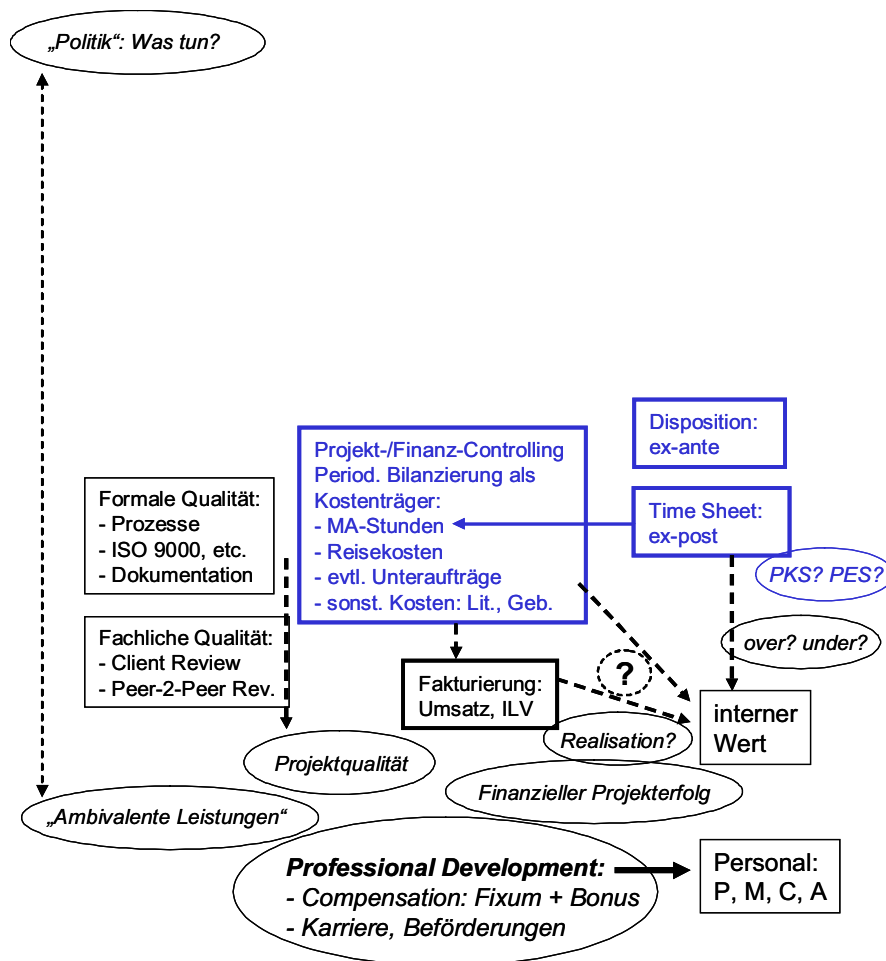 „Politik“: Was tun?
Disposition:
ex-ante
Projekt-/Finanz-Controlling
Period. Bilanzierung als
Kostenträger:
- MA-Stunden
- Reisekosten
- evtl. Unteraufträge
- sonst. Kosten: Lit., Geb.
Formale Qualität:
- Prozesse
- ISO 9000, etc.
- Dokumentation
Time Sheet:
ex-post
PKS? PES?
Fachliche Qualität:
- Client Review
- Peer-2-Peer Rev.
over? under?
?
Fakturierung:
Umsatz, ILV
interner
Wert
Realisation?
Projektqualität
Finanzieller Projekterfolg
„Ambivalente Leistungen“
Professional Development:
- Compensation: Fixum + Bonus
- Karriere, Beförderungen
Personal:
P, M, C, A